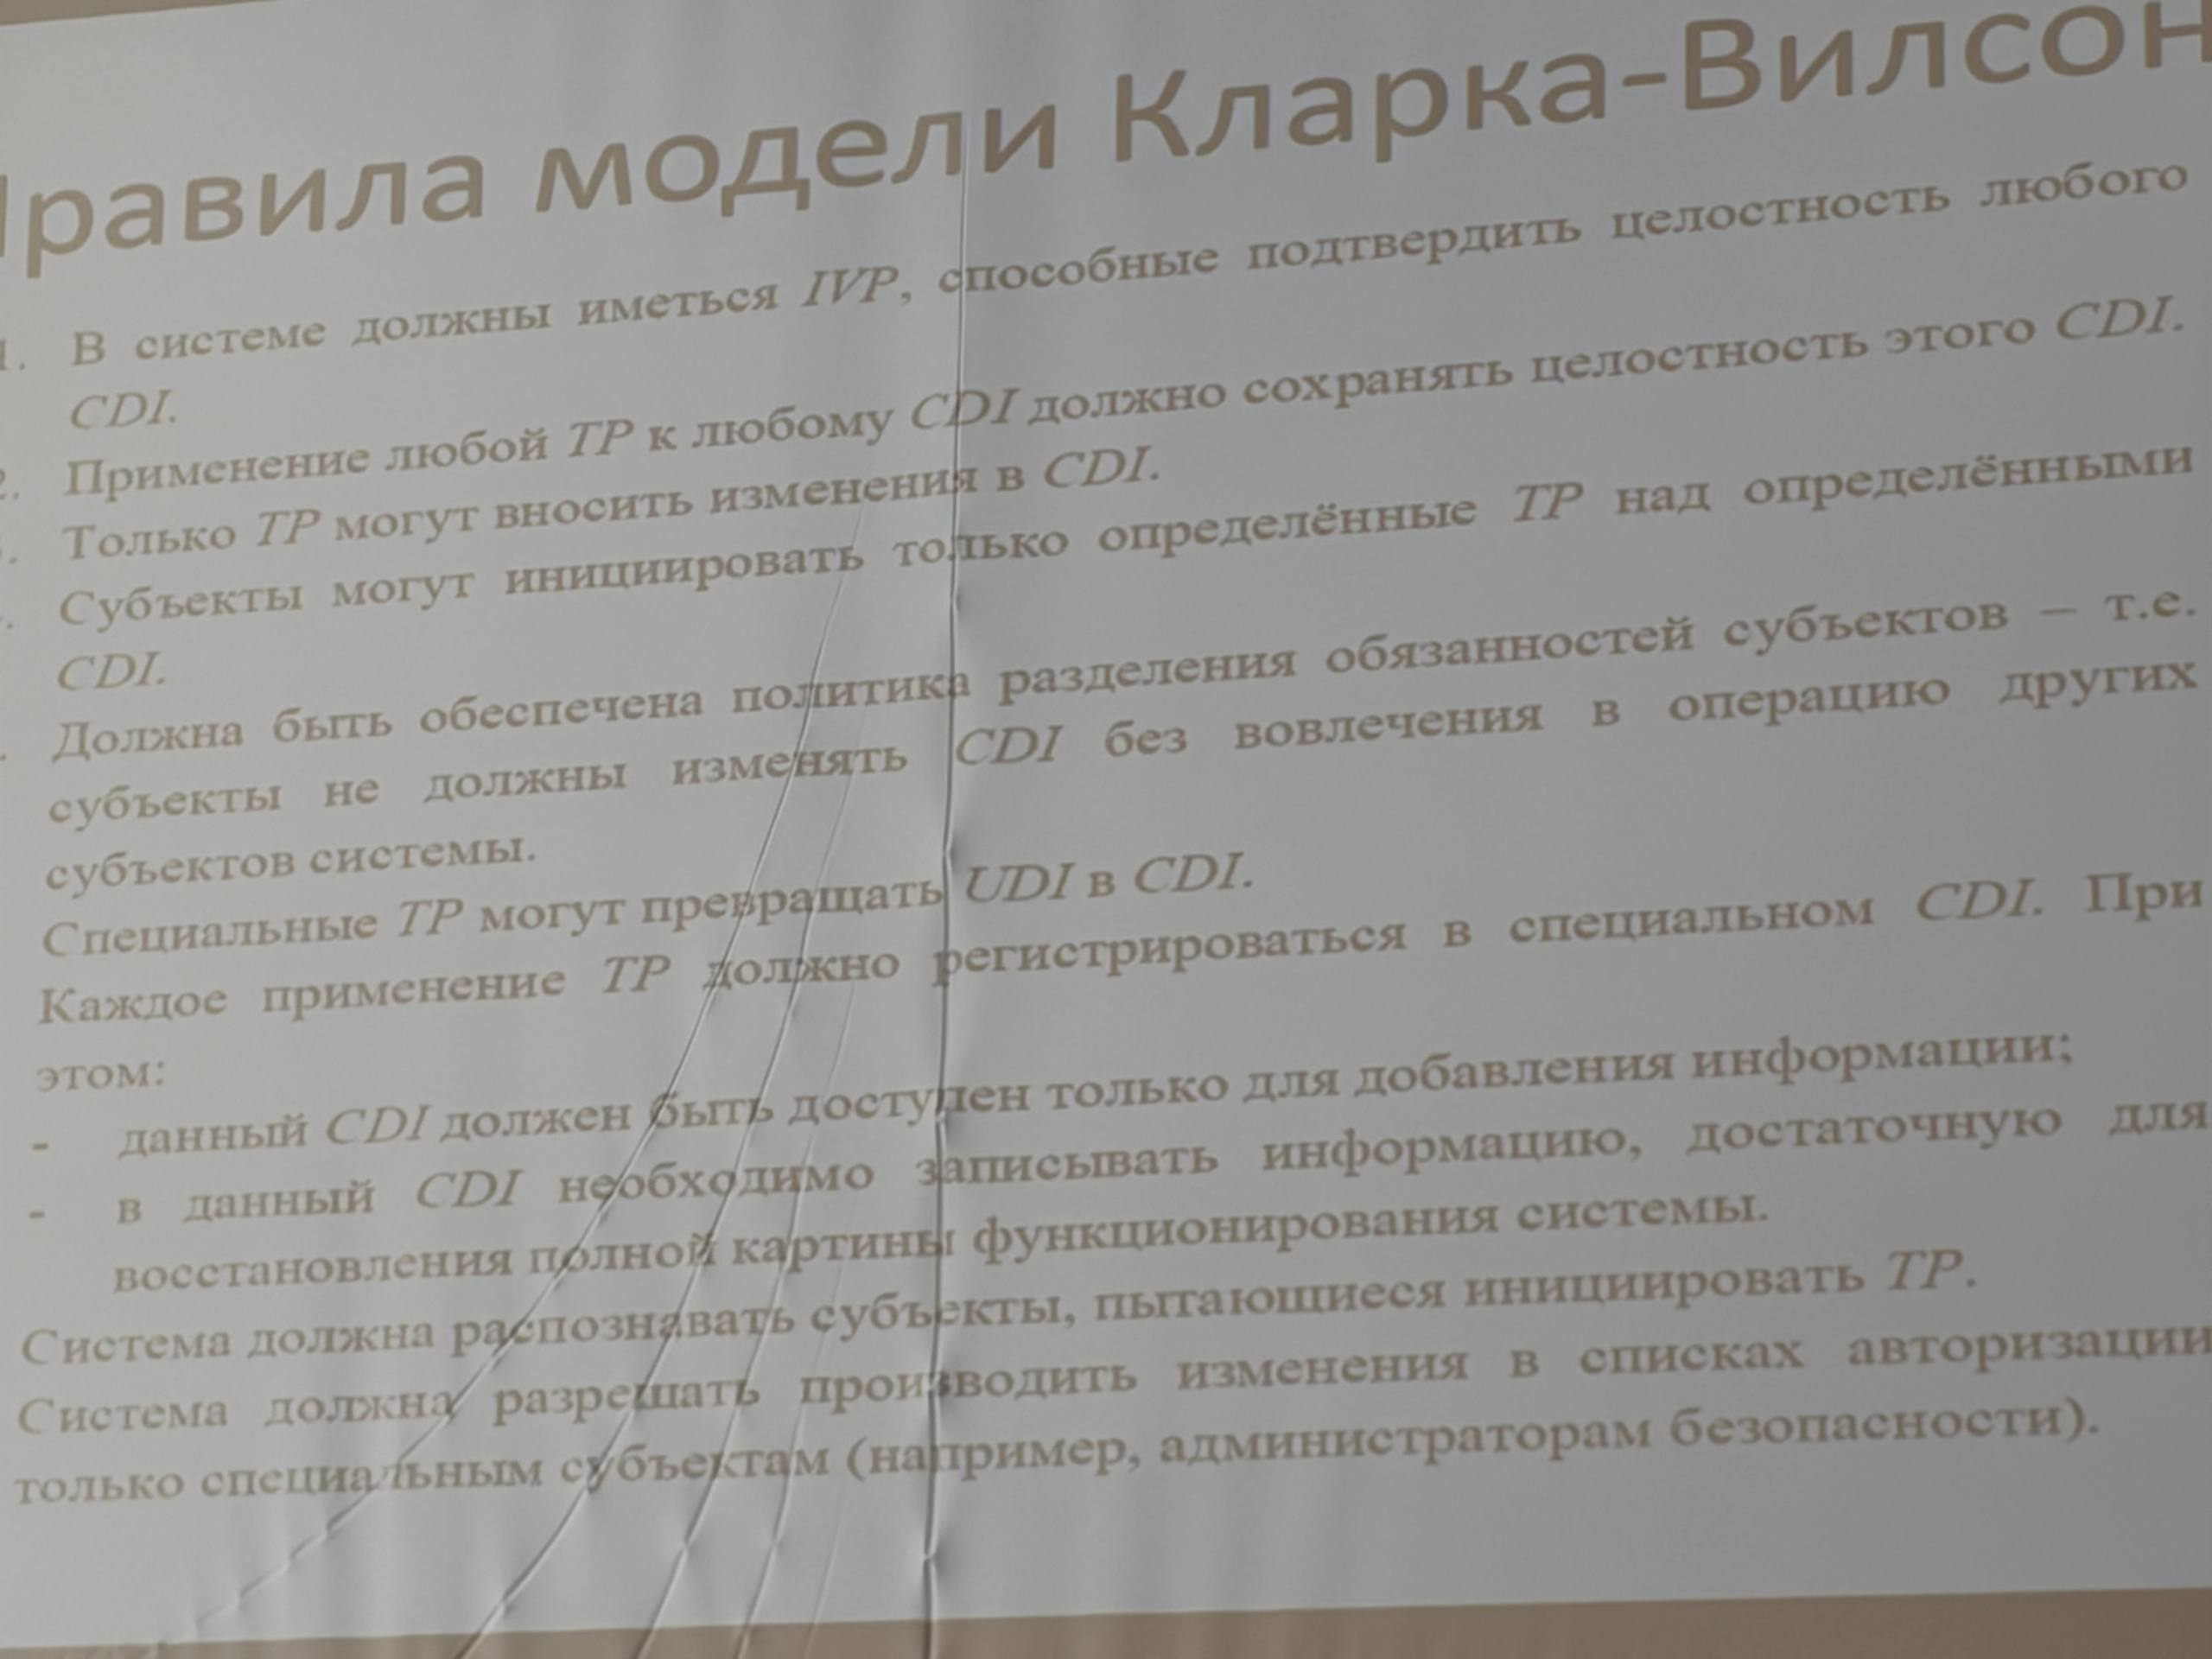 Правила модели Кларка-Вилсон
1. В системе должны иметься IVP, способные подтвердить целостность любого
CDI.
2. Применение любой TP к любому CDI должно сохранять целостность этого CDI.
Только TP могут вносить изменения в CDI.
Субъекты могут инициировать только определённые TP над определёнными
CDI.
Должна быть обеспечена политика разделения обязанностей субъектов – т.е.
субъекты не должны изменять CDI без вовлечения в операцию других
субъектов системы.
Специальные TP могут превращать UDI в CDI.
Каждое применение TP должно регистрироваться в специальном CDI. При
этом:
- данный CDI должен быть доступен только для добавления информации;
- в данный CDI необходимо записывать информацию, достаточную для
восстановления полной картины функционирования системы.
Система должна распознавать субъекты, пытающиеся инициировать TP.
Система должна разрешать производить изменения в списках авторизации
только специальным субъектам (например, администраторам безопасности).